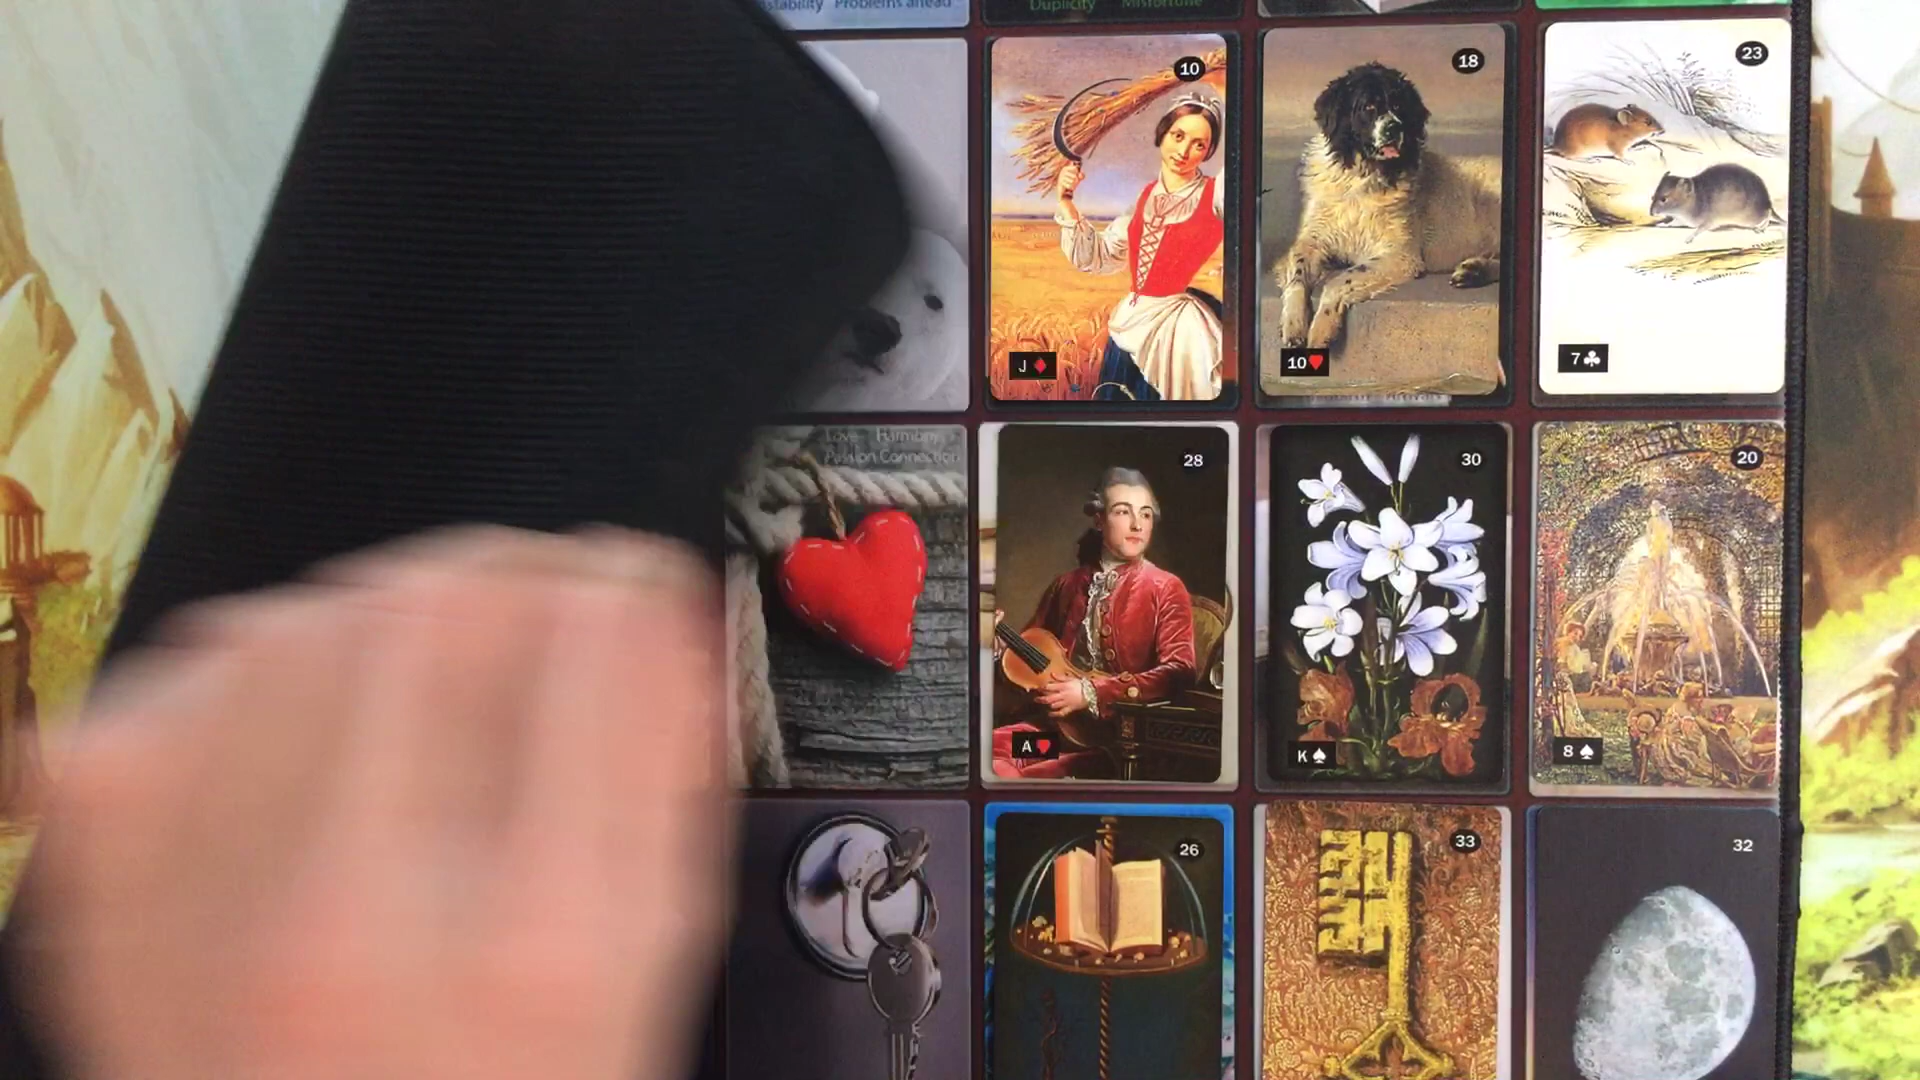 Problems ahead
Duplicity Misfortune
10
J
18
10
23
7
Love Harmony
Passion Connection
28
A
30
K
20
8
26
33
32